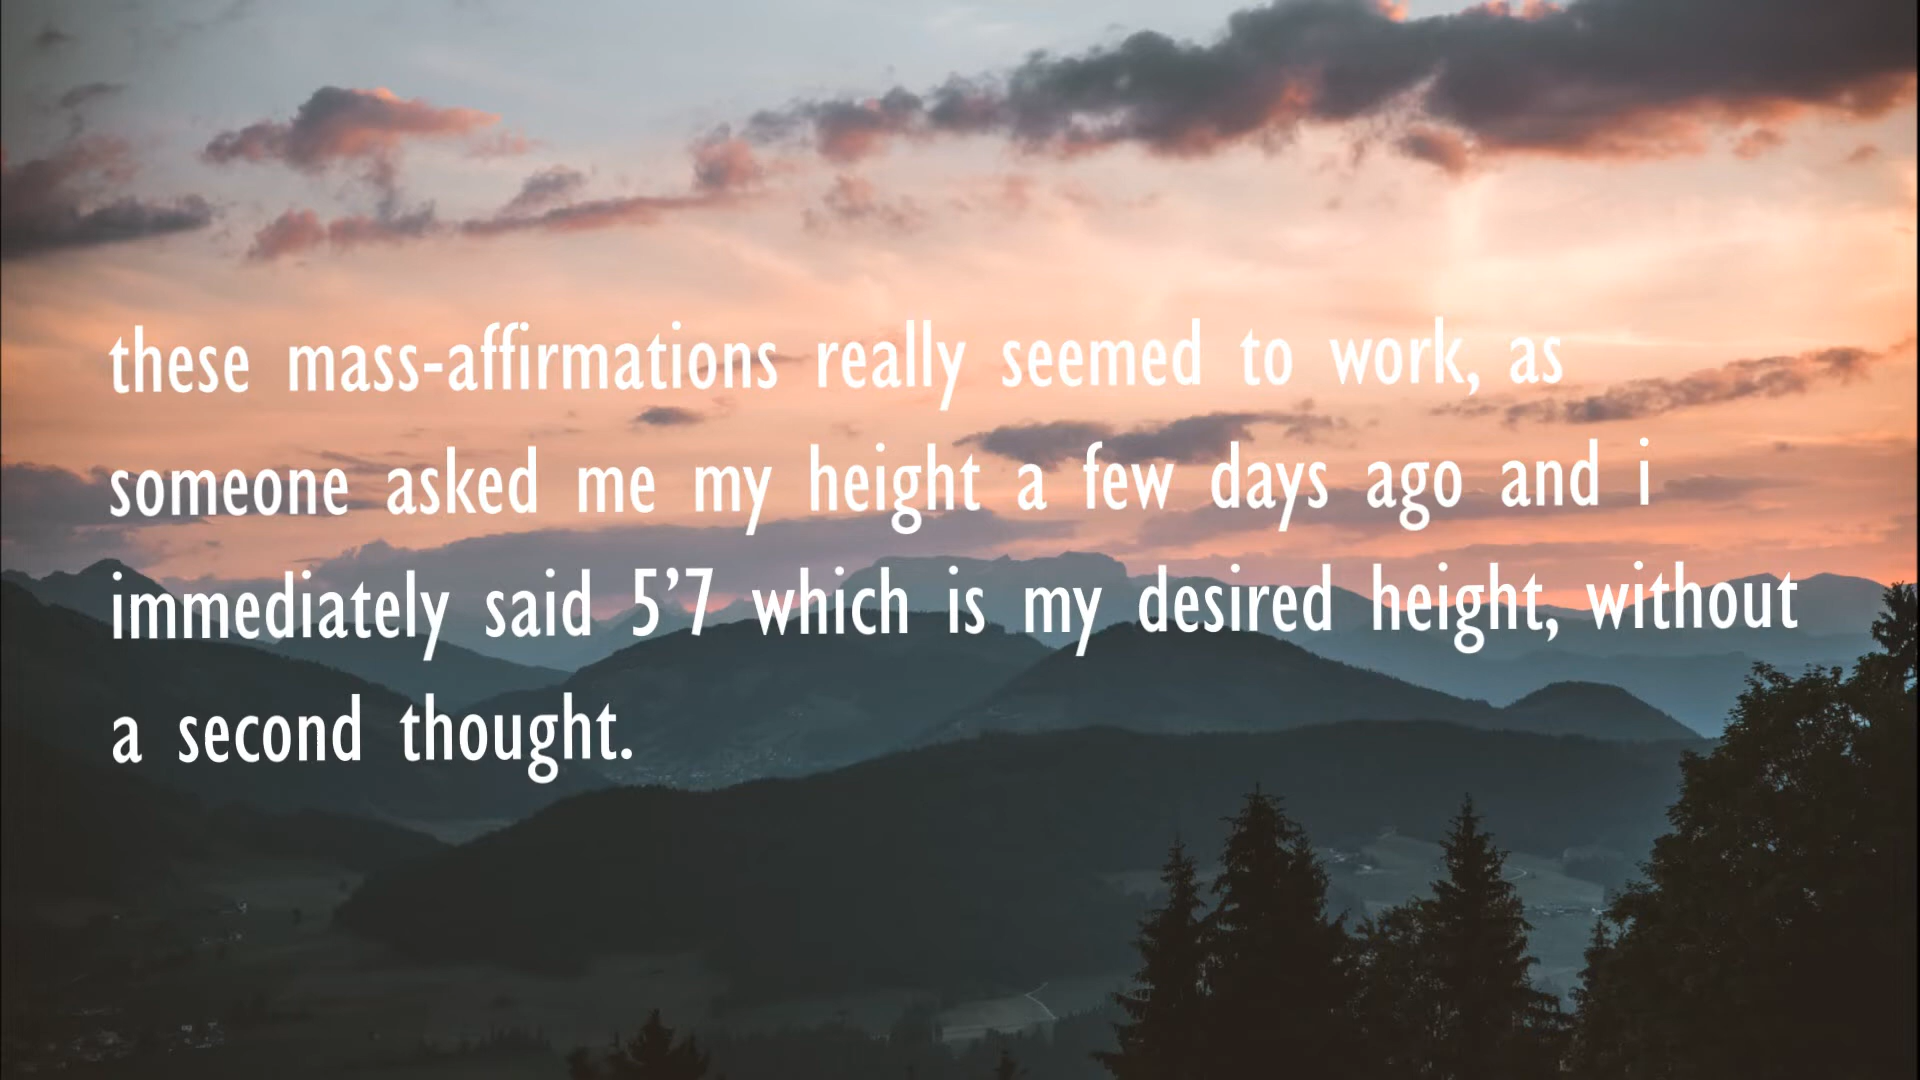 these mass-affirmations really seemed to work, as
someone asked me my height a few days ago and i
immediately said 5’7 which is my desired height, without
a second thought.